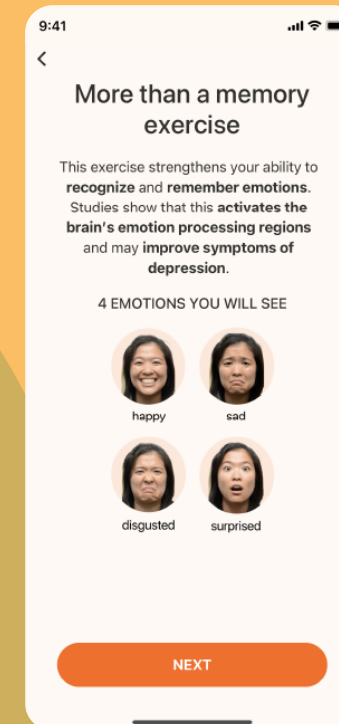 9:41
More than a memory
exercise
This exercise strengthens your ability to
recognize and remember emotions.
Studies show that this activates the
brain's emotion processing regions
and may improve symptoms of
depression.
4 EMOTIONS YOU WILL SEE
happy sad
disgusted surprised
NEXT